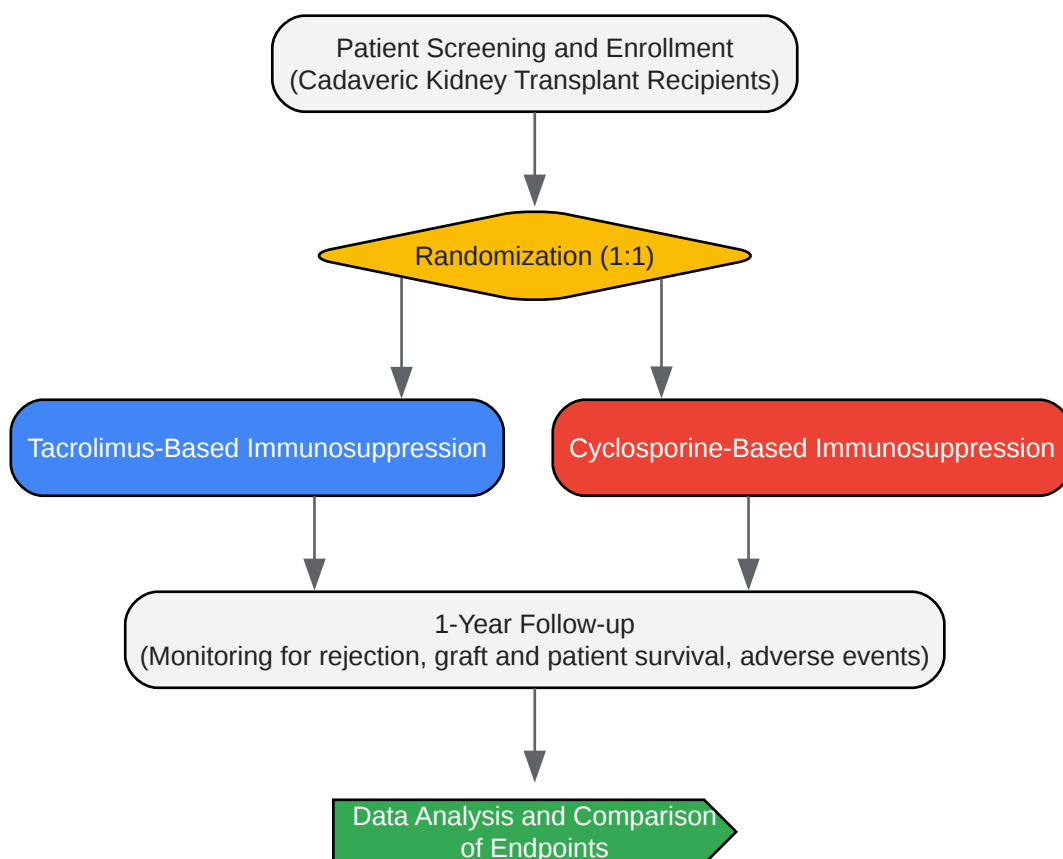 Patient Screening and Enrollment
(Cadaveric Kidney Transplant Recipients)
Randomization (1:1)
Tacrolimus-Based Immunosuppression
Cyclosporine-Based Immunosuppression
1-Year Follow-up
(Monitoring for rejection, graft and patient survival, adverse events)
Data Analysis and Comparison
of Endpoints